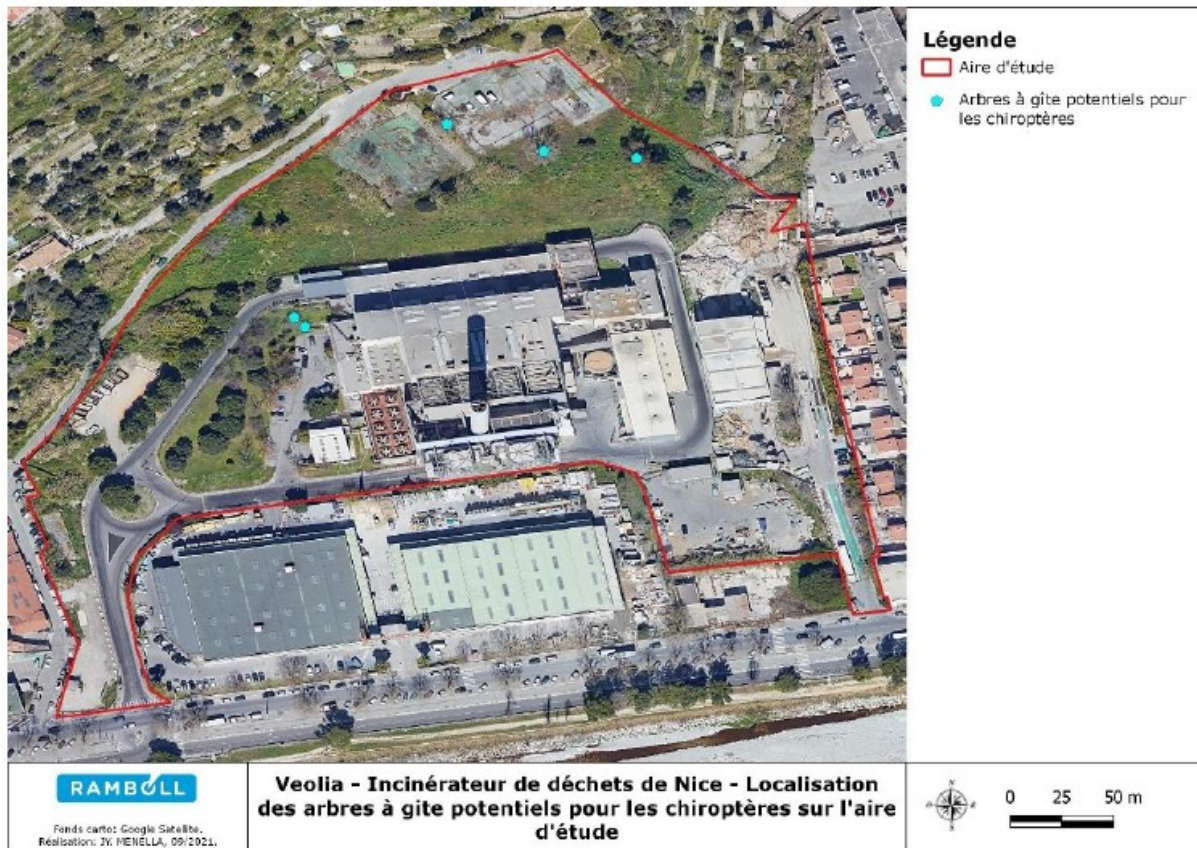 Légende
Aire d'étude
Arbres à gîte potentiels pour
les chiroptères
RAMBOLL
Fonds carto: Google Satellite.
Réalisation: JY. MENELLA, 09/2021.
Veolia - Incinérateur de déchets de Nice - Localisation
des arbres à gite potentiels pour les chiroptères sur l'aire
d'étude
N
0 25 50 m